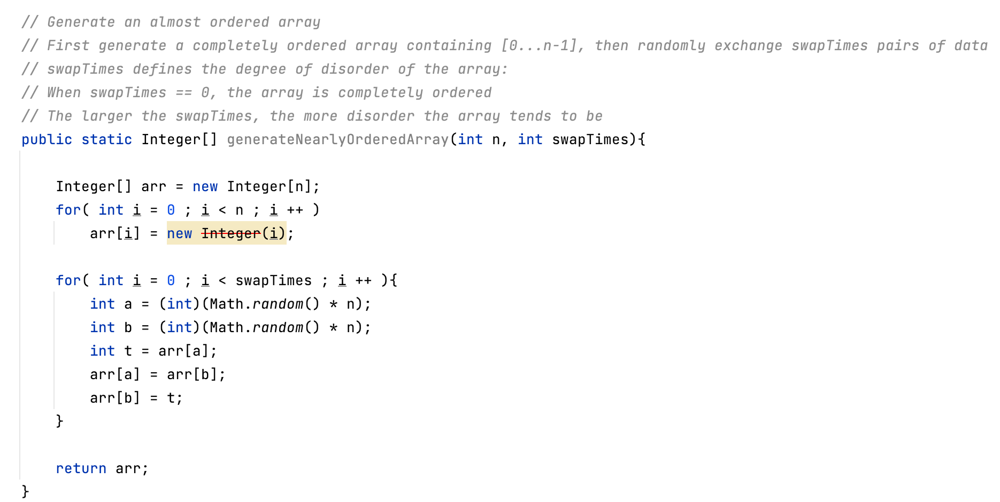 // Generate an almost ordered array
// First generate a completely ordered array containing [0...n-1], then randomly exchange swapTimes pairs of data
// swapTimes defines the degree of disorder of the array:
// When swapTimes == 0, the array is completely ordered
// The larger the swapTimes, the more disorder the array tends to be
public static Integer[] generateNearlyOrderedArray(int n, int swapTimes){
Integer[] arr = new Integer[n];
for( int i = 0 ; i < n ; i ++ )
arr[i] = new Integer(i);
for( int i = 0 ; i < swapTimes ; i ++ ){
int a = (int)(Math.random() * n);
int b = (int)(Math.random() * n);
int t = arr[a];
arr[a] = arr[b];
arr[b] = t;
}
return arr;
}